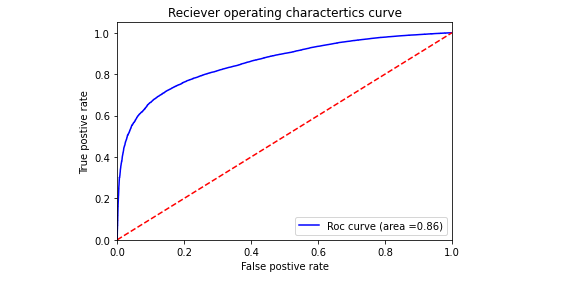 Reciever operating charactertics curve
1.0
0.8
0.6
0.4
0.2
0.0
True postive rate
Roc curve (area =0.86)
0.0 0.2 0.4 0.6 0.8 1.0
False postive rate